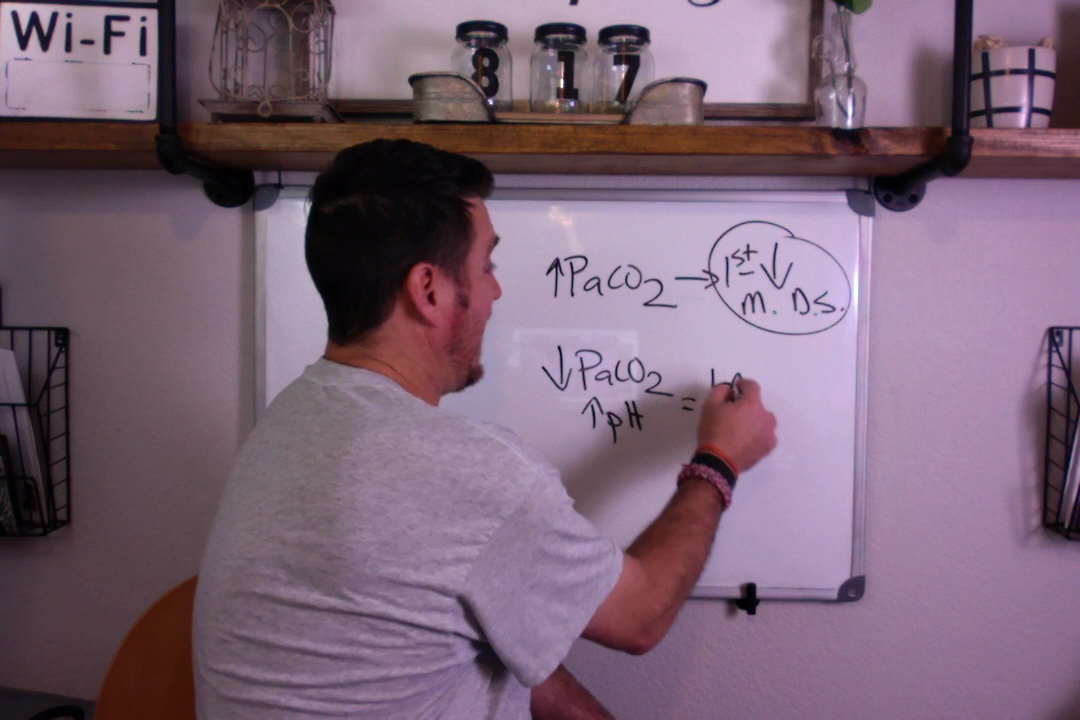 Wi-Fi
8 1 7
↑PaCO2 → 1st ↓
M. D.S.
↓PaCO2
↑pH =